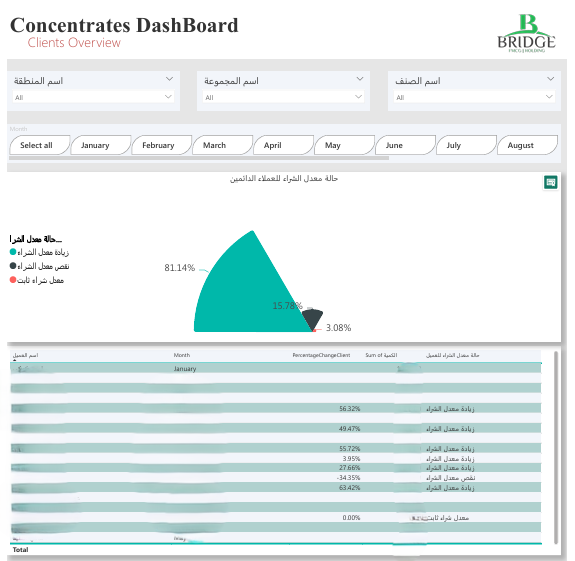 Concentrates DashBoard
Clients Overview
BRIDGE
اسم المنطقة
All
اسم المجموعة
All
اسم الصنف
All
Month
Select all
January
February
March
April
May
June
July
August
حالة معدل الشراء للعملاء الدائمين
حالة معدل الشرا...
زيادة معدل الشراء
نقص معدل الشراء
معدل شراء ثابت
81.14%
15.78%
3.08%
اسم العميل Month PercentageChangeClient Sum of الكمية حالة معدل الشراء للعميل
January
56.32% زيادة معدل الشراء
49.47% زيادة معدل الشراء
55.72% زيادة معدل الشراء
3.95% زيادة معدل الشراء
27.66% زيادة معدل الشراء
-34.35% نقص معدل الشراء
63.42% زيادة معدل الشراء
0.00% معدل شراء ثابت
Total